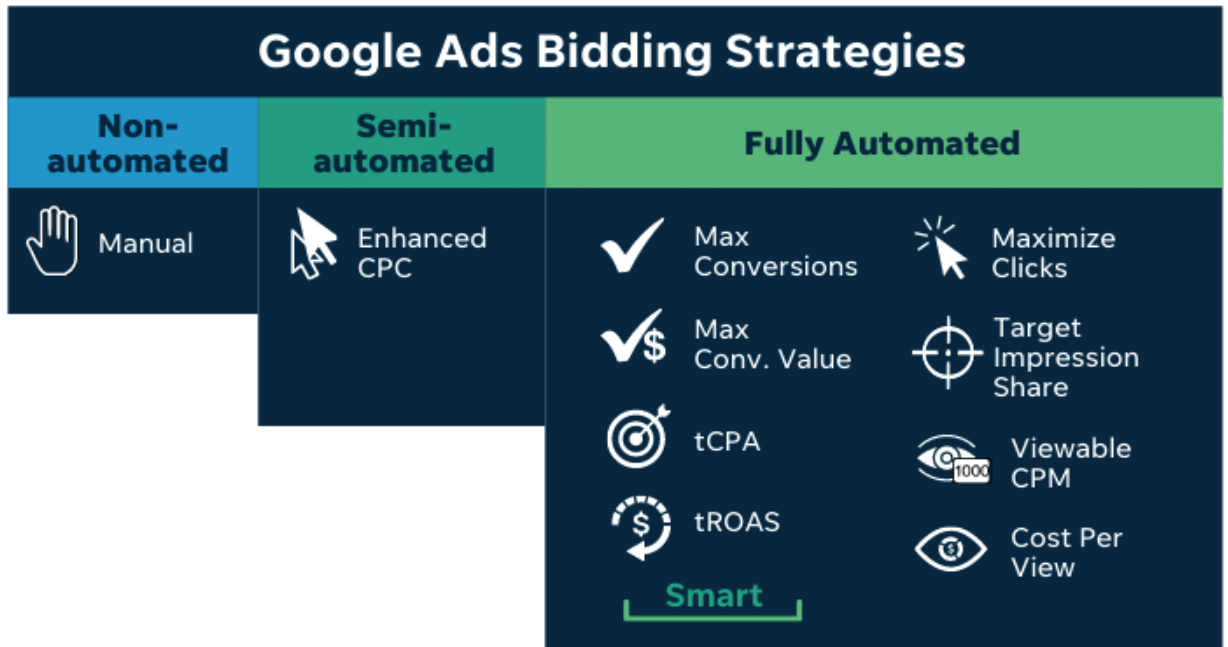 Google Ads Bidding Strategies
Non-
automated
Semi-
automated
Fully Automated
Manual
Enhanced
CPC
Max
Conversions
Max
Conv. Value
$
tCPA
tROAS
$
Smart
Maximize
Clicks
Target
Impression
Share
Viewable
CPM
1000
Cost Per
View
$